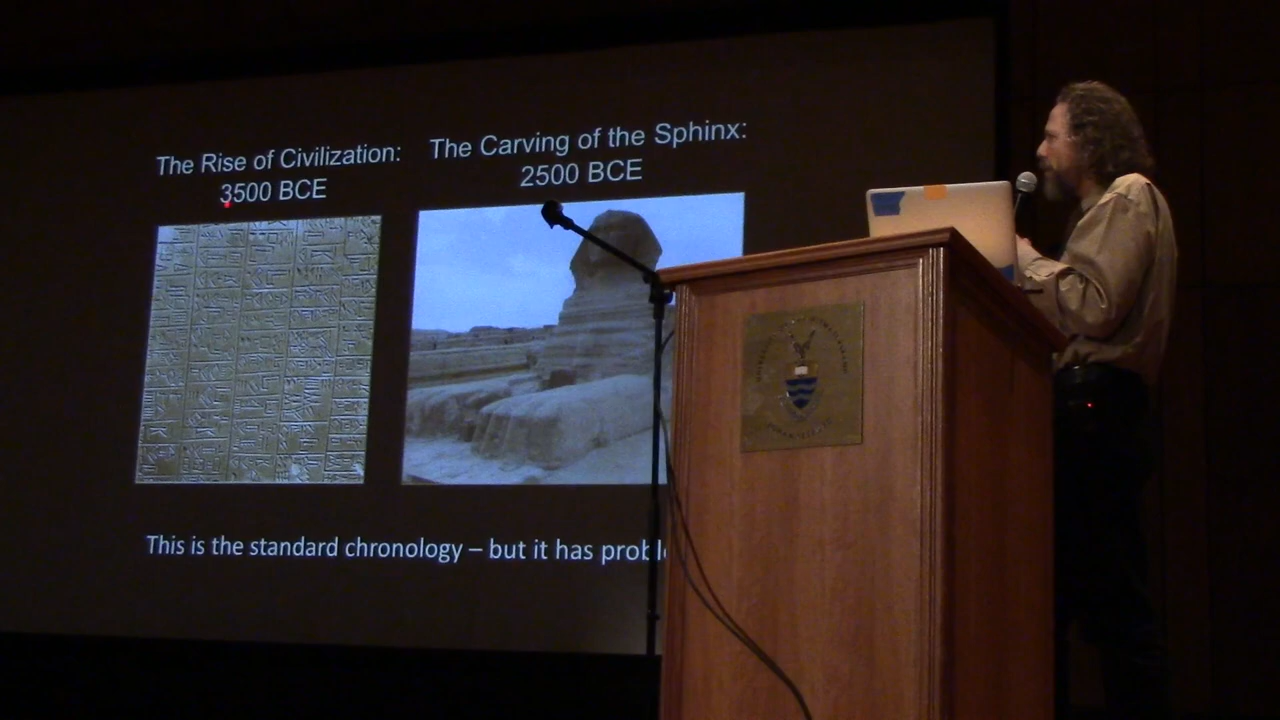 The Rise of Civilization:
3500 BCE
The Carving of the Sphinx:
2500 BCE
This is the standard chronology – but it has